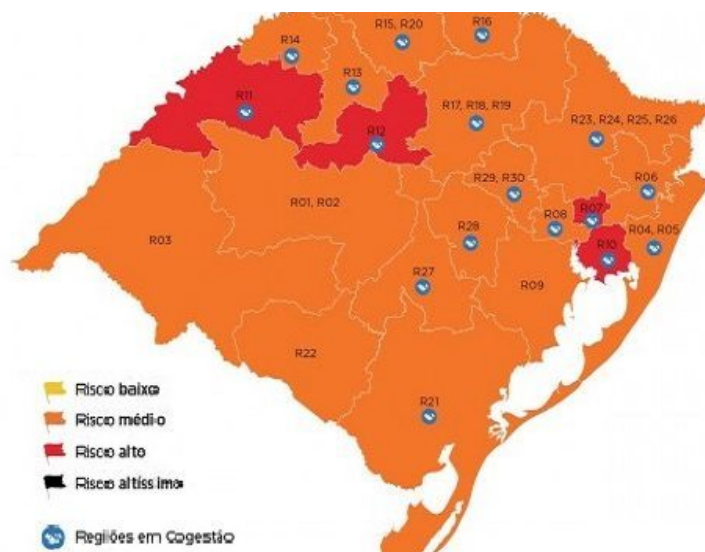 R15, R20
R16
R14
R13
R11
R17, R18, R19
R12
R23, R24, R25, R26
R29, R30
R06
R01, R02
R07
R08
R03
R28
R04, R05
R10
R27
R09
R22
R21
Risco baixo
Risco médio
Risco alto
Risco altíssimo
Regiões em Cogestão